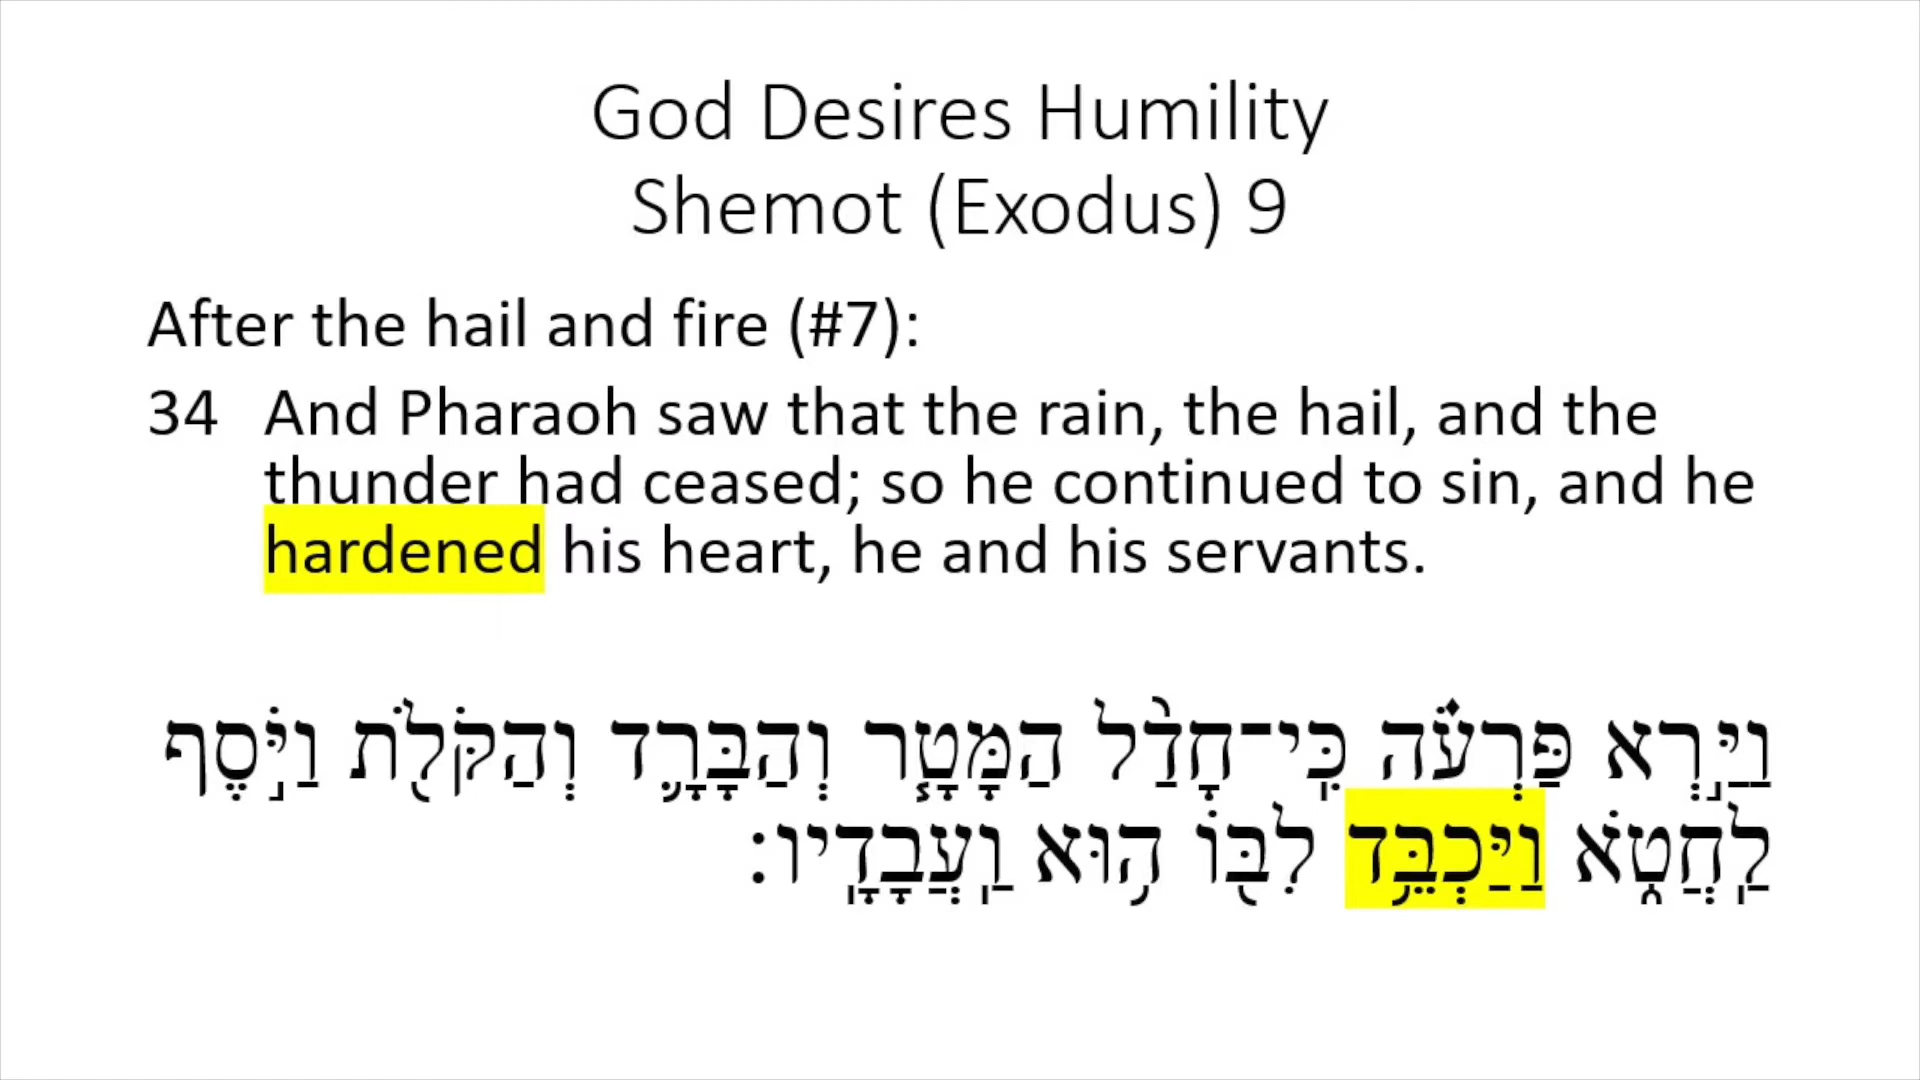 God Desires Humility
Shemot (Exodus) 9
After the hail and fire (#7):
34 And Pharaoh saw that the rain, the hail, and the
thunder had ceased; so he continued to sin, and he
hardened his heart, he and his servants.
וַיַּ֣רְא פַּרְעֹ֗ה כִּֽי־חָדַ֨ל הַמָּטָ֧ר וְהַבָּרָ֛ד וְהַקֹּלֹ֖ת וַיֹּ֣סֶף
לַֽחֲטֹ֑א וַיַּכְבֵּ֥ד לִבּ֖וֹ ה֥וּא וַֽעֲבָדָֽיו׃